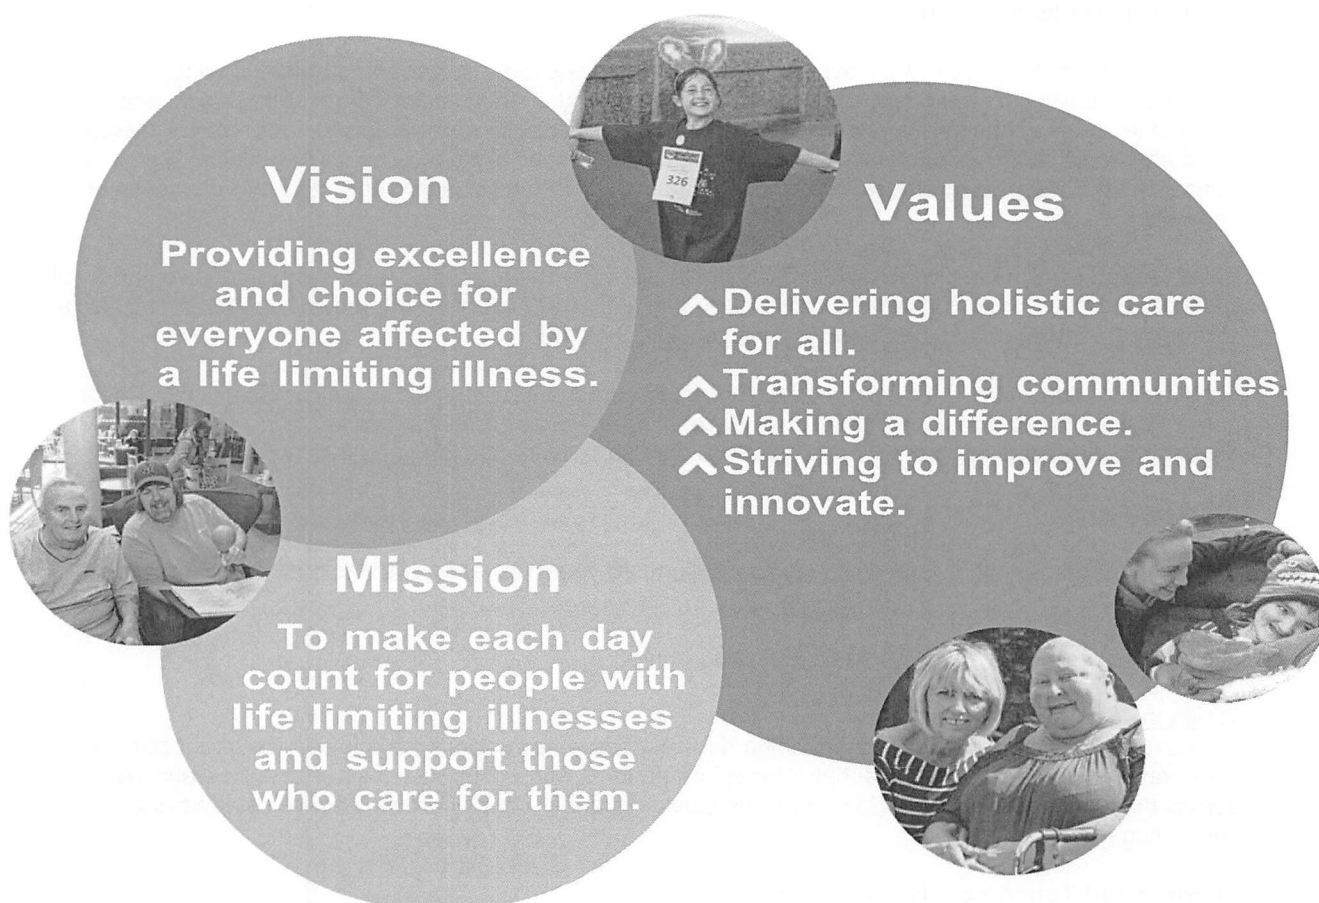 Vision
Providing excellence
and choice for
everyone affected by
a life limiting illness.
326
Values
Delivering holistic care
for all.
Transforming communities.
Making a difference.
Striving to improve and
innovate.
Mission
To make each day
count for people with
life limiting illnesses
and support those
who care for them.